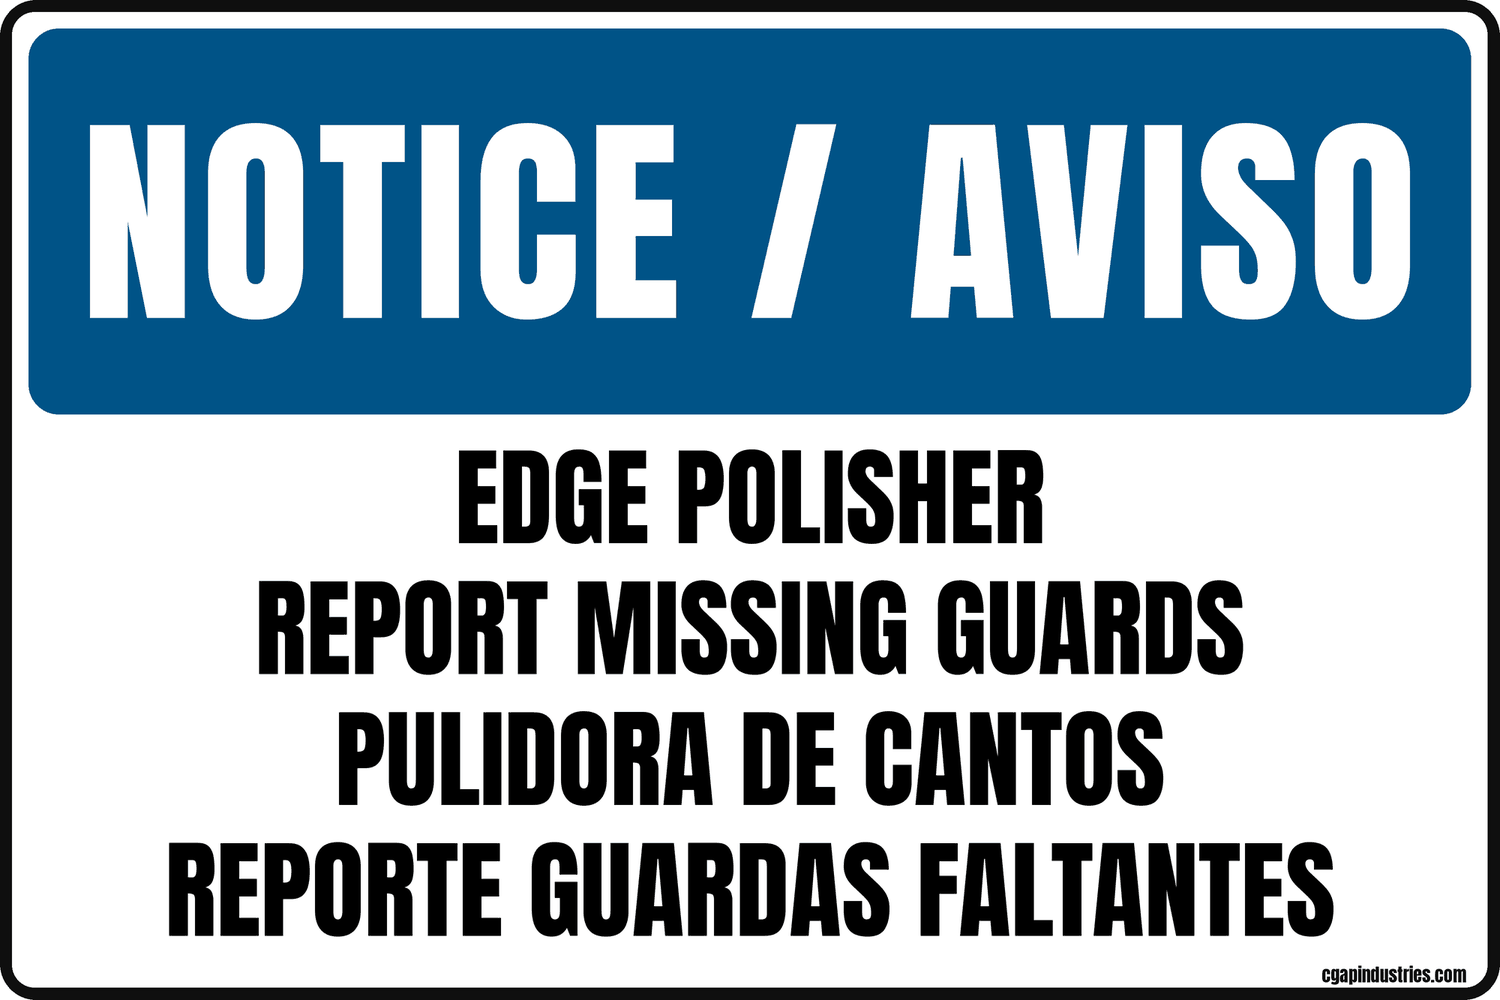 NOTICE / AVISO
EDGE POLISHER
REPORT MISSING GUARDS
PULIDORA DE CANTOS
REPORTE GUARDAS FALTANTES
cgapindustries.com